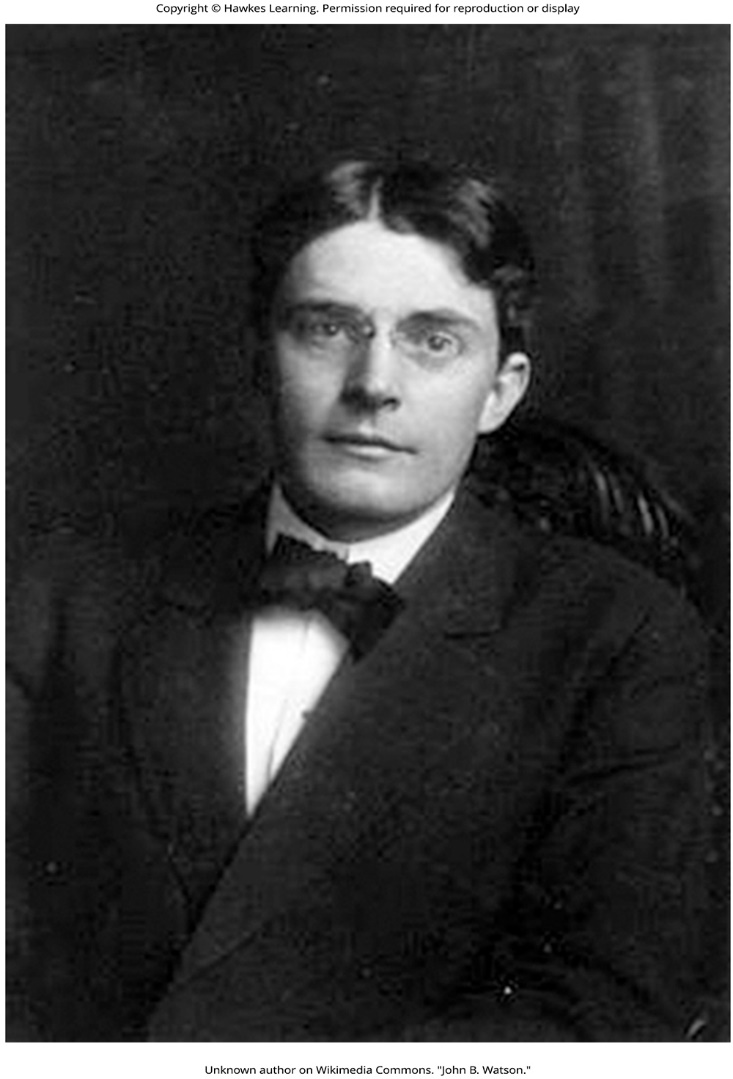 Copyright © Hawkes Learning. Permission required for reproduction or display
Unknown author on Wikimedia Commons. "John B. Watson."